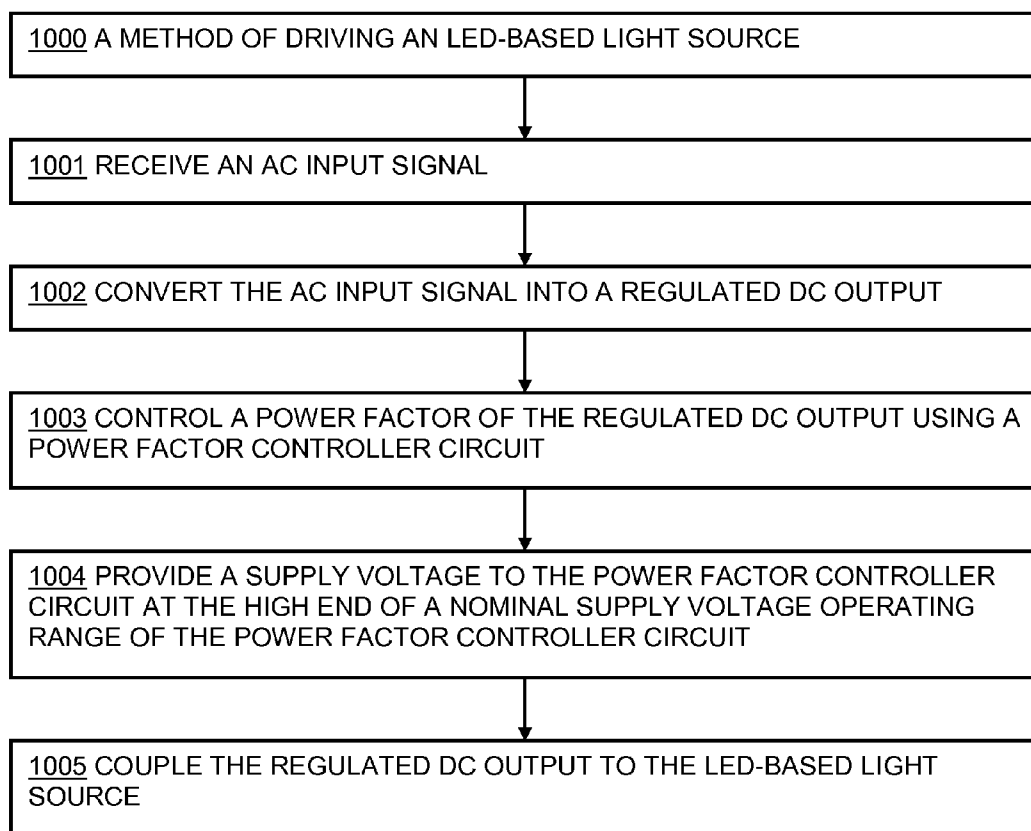 1000 A METHOD OF DRIVING AN LED-BASED LIGHT SOURCE
1001 RECEIVE AN AC INPUT SIGNAL
1002 CONVERT THE AC INPUT SIGNAL INTO A REGULATED DC OUTPUT
1003 CONTROL A POWER FACTOR OF THE REGULATED DC OUTPUT USING A
POWER FACTOR CONTROLLER CIRCUIT
1004 PROVIDE A SUPPLY VOLTAGE TO THE POWER FACTOR CONTROLLER
CIRCUIT AT THE HIGH END OF A NOMINAL SUPPLY VOLTAGE OPERATING
RANGE OF THE POWER FACTOR CONTROLLER CIRCUIT
1005 COUPLE THE REGULATED DC OUTPUT TO THE LED-BASED LIGHT
SOURCE